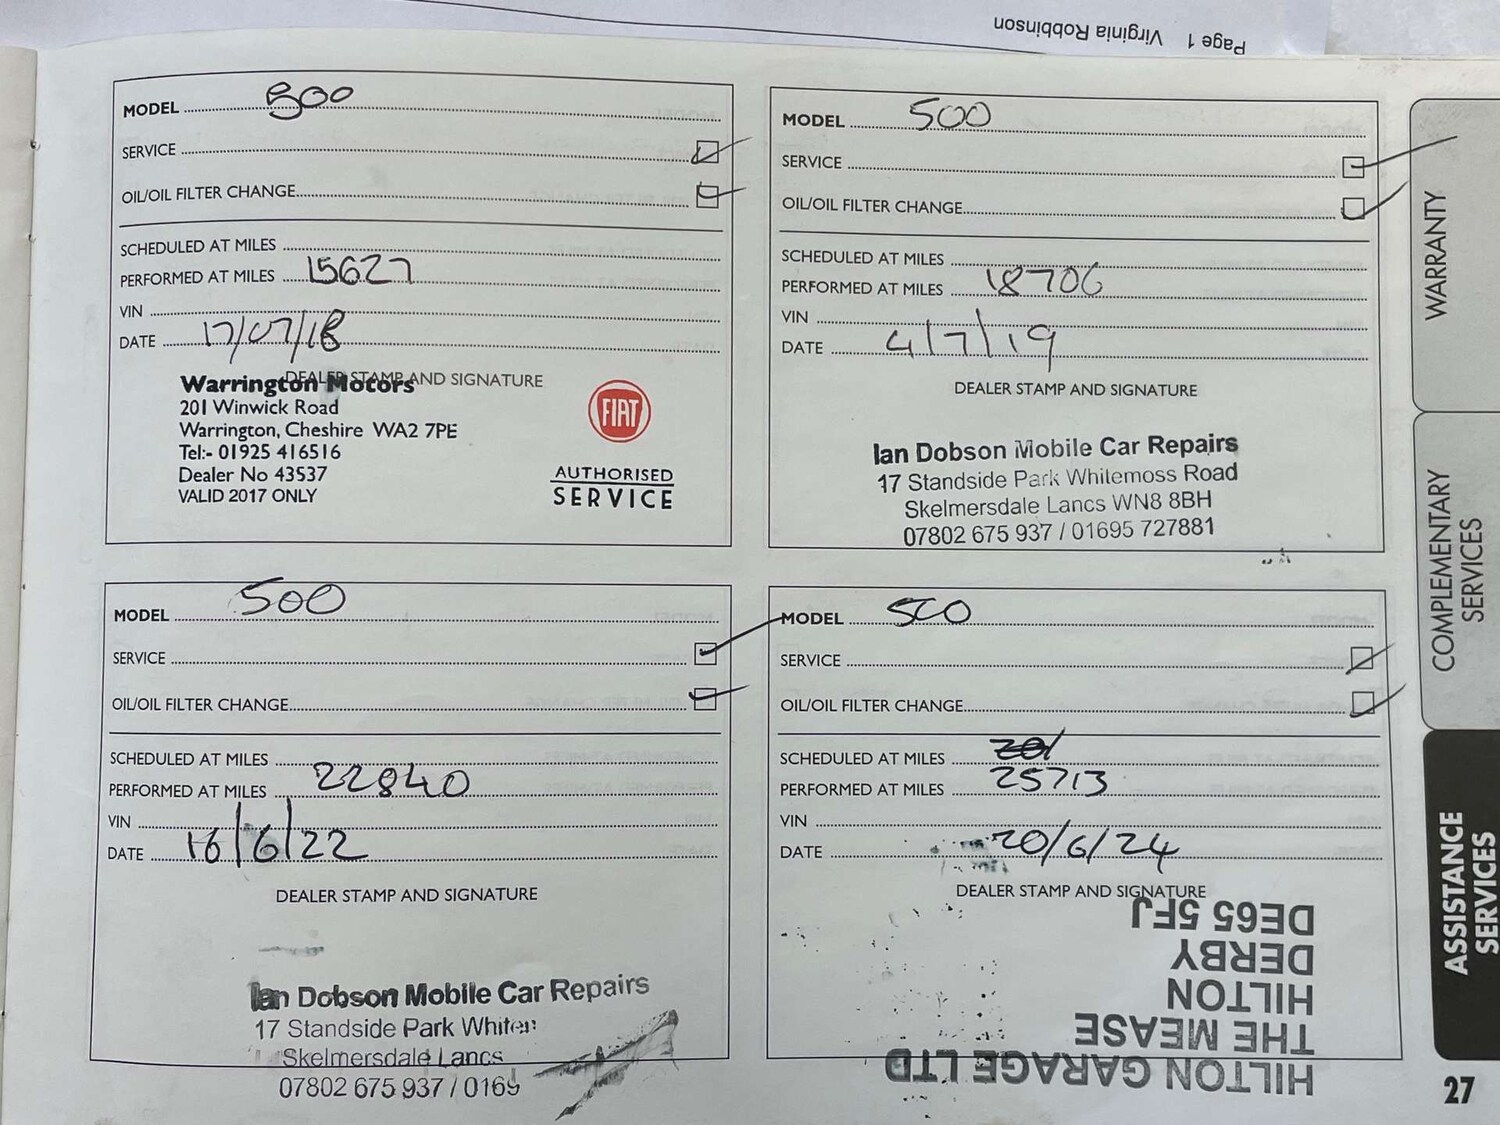 Page 1 Virginia Robbinson
MODEL 500
SERVICE
OIL/OIL FILTER CHANGE
SCHEDULED AT MILES
PERFORMED AT MILES 15627
VIN
DATE 17/07/18
DEALER STAMP AND SIGNATURE
Warrington Motors
201 Winwick Road
Warrington, Cheshire WA2 7PE
Tel:- 01925 416516
Dealer No 43537
VALID 2017 ONLY
FIAT
AUTHORISED
SERVICE
MODEL 500
SERVICE
OIL/OIL FILTER CHANGE
SCHEDULED AT MILES
PERFORMED AT MILES 18706
VIN
DATE 4/7/19
DEALER STAMP AND SIGNATURE
Ian Dobson Mobile Car Repairs
17 Standside Park Whitemoss Road
Skelmersdale Lancs WN8 8BH
07802 675 937 / 01695 727881
MODEL 500
SERVICE
OIL/OIL FILTER CHANGE
SCHEDULED AT MILES
PERFORMED AT MILES 22840
VIN
DATE 16/6/22
DEALER STAMP AND SIGNATURE
Ian Dobson Mobile Car Repairs
17 Standside Park Whitem
Skelmersdale Lancs
07802 675 937 / 0169
MODEL 500
SERVICE
OIL/OIL FILTER CHANGE
SCHEDULED AT MILES
PERFORMED AT MILES 25713
VIN
DATE 20/6/24
DEALER STAMP AND SIGNATURE
HILTON GARAGE LTD
THE MEASE
HILTON
DERBY
DE65 5FJ
WARRANTY
COMPLEMENTARY
SERVICES
ASSISTANCE
SERVICES
27